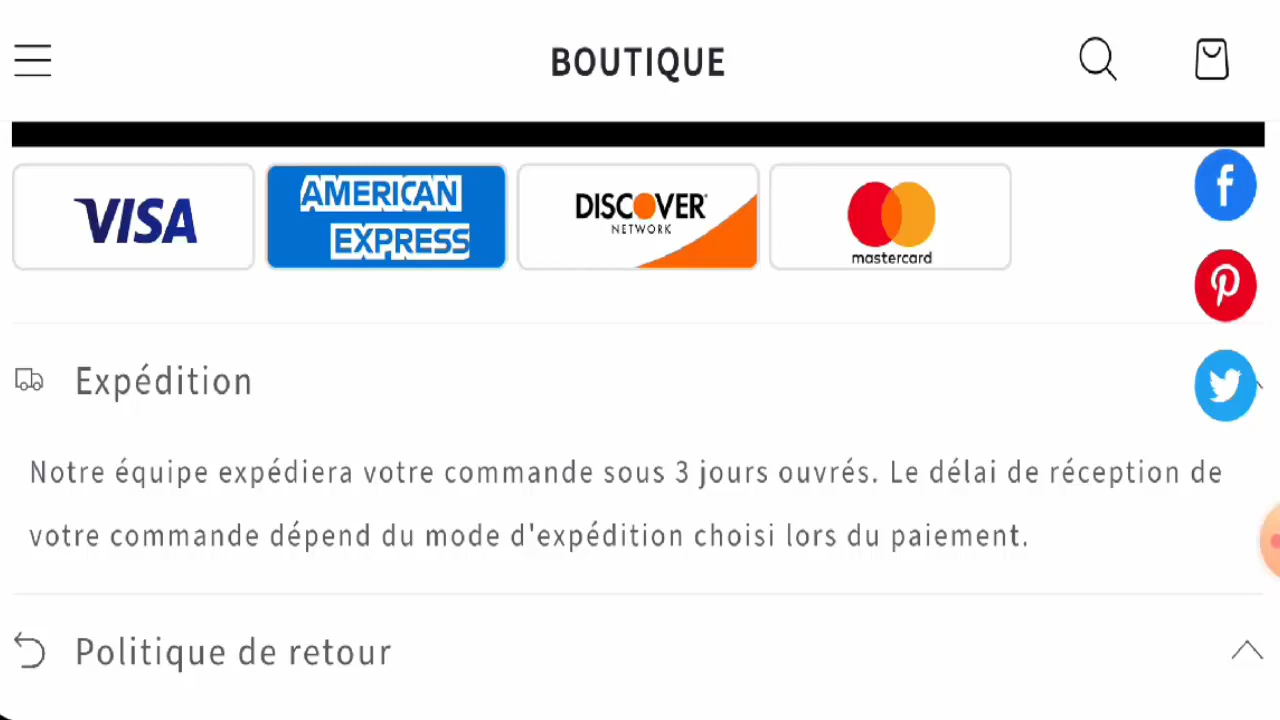 BOUTIQUE
VISA
AMERICAN
EXPRESS
DISCOVER
NETWORK
mastercard
Expédition
Notre équipe expédiera votre commande sous 3 jours ouvrés. Le délai de réception de
votre commande dépend du mode d'expédition choisi lors du paiement.
Politique de retour